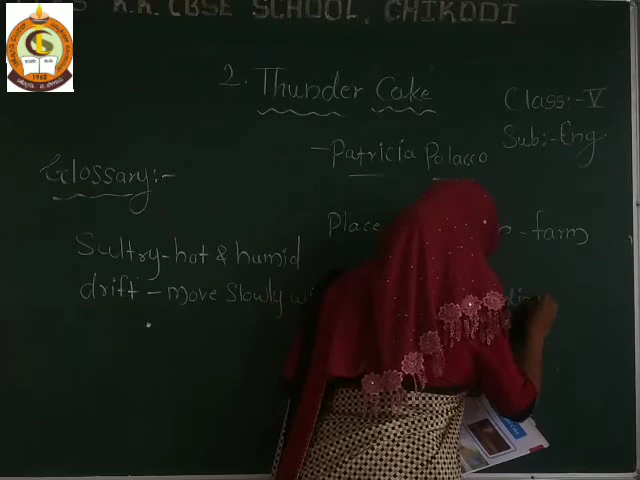 R.K CBSE SCHOOL, CHIKODI
1982
2. Thunder Cake
Class:- V
Sub:- Eng.
- Patricia Polacco
Glossary:-
Place - farm
Sultry - hot & humid
drift - move slowly